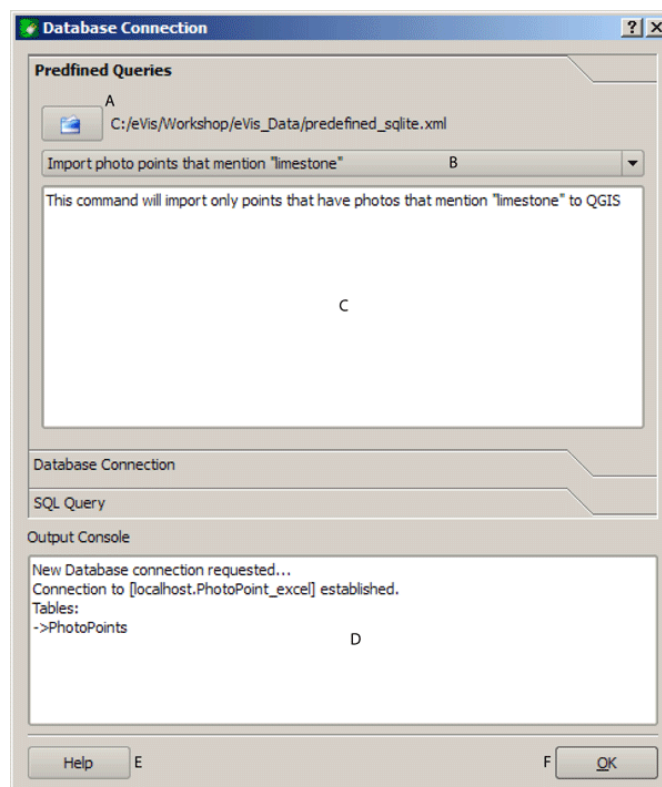 Database Connection
Predfined Queries
A
C:/eVis/Workshop/eVis_Data/predefined_sqlite.xml
Import photo points that mention "limestone" B
This command will import only points that have photos that mention "limestone" to QGIS
C
Database Connection
SQL Query
Output Console
New Database connection requested...
Connection to [localhost.PhotoPoint_excel] established.
Tables:
->PhotoPoints
D
Help E F OK